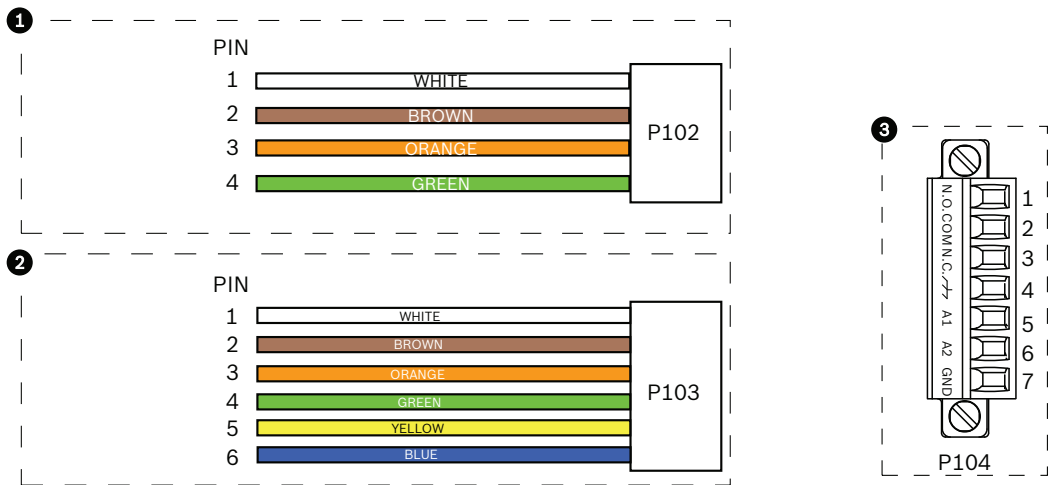 1
PIN
1 WHITE
2 BROWN
3 ORANGE
4 GREEN
P102
2
PIN
1 WHITE
2 BROWN
3 ORANGE
4 GREEN
5 YELLOW
6 BLUE
P103
3
N.O. 1
COM 2
N.C. 3
4
A1 5
A2 6
GND 7
P104